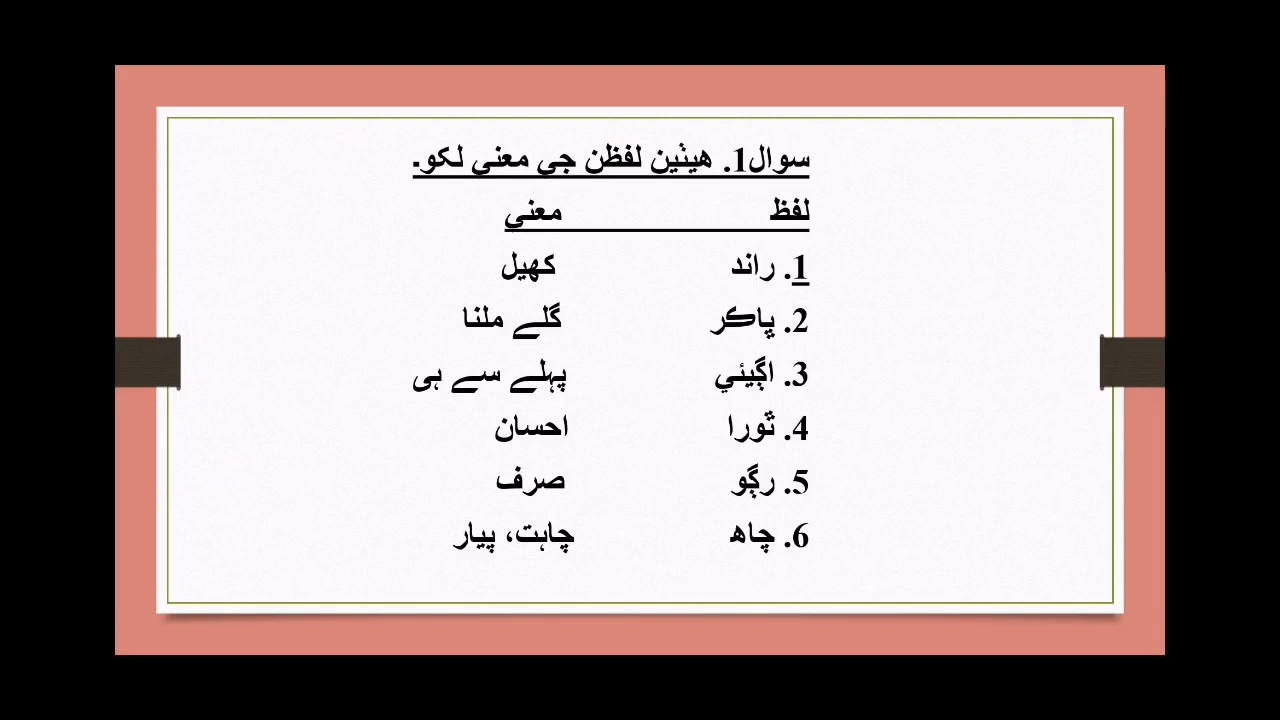 سوال1. هيٺين لفظن جي معنيٰ لکو۔
لفظ معنيٰ
1. راند کھیل
2. ڀاڪر گلے ملنا
3. اڳيئي پہلے سے ہی
4. ٿورا احسان
5. رڳو صرف
6. چاھ چاہت، پیار